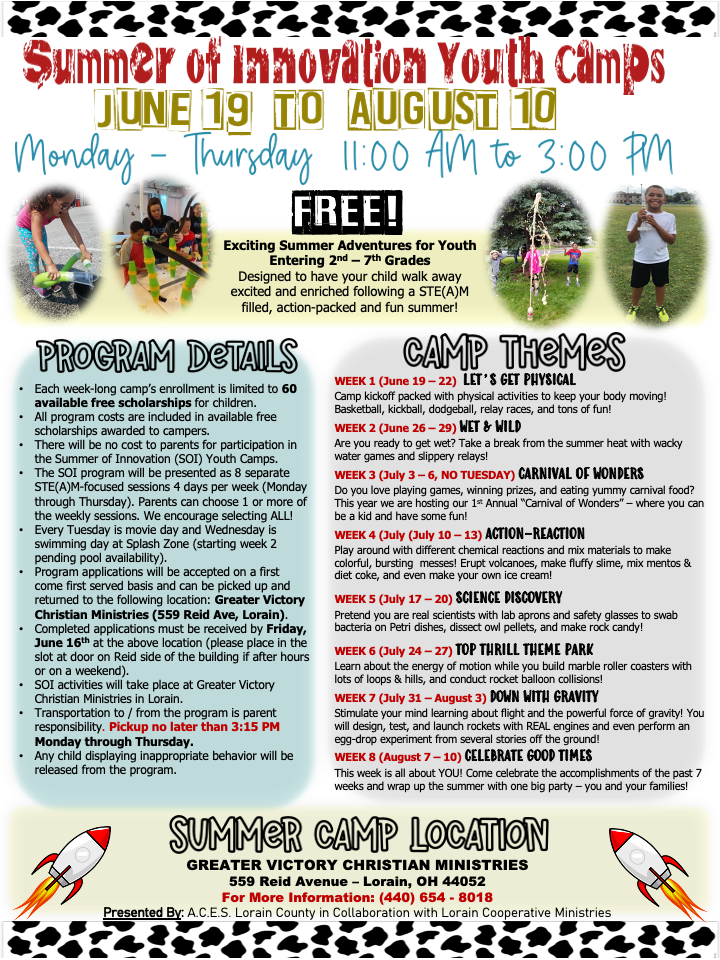 Summer of Innovation Youth Camps
JUNE 19 TO AUGUST 10
Monday – Thursday 11:00 AM to 3:00 PM
FREE!
Exciting Summer Adventures for Youth
Entering 2nd – 7th Grades
Designed to have your child walk away
excited and enriched following a STE(A)M
filled, action-packed and fun summer!
PROGRAM DETAILS
• Each week-long camp's enrollment is limited to 60
available free scholarships for children.
• All program costs are included in available free
scholarships awarded to campers.
• There will be no cost to parents for participation in
the Summer of Innovation (SOI) Youth Camps.
• The SOI program will be presented as 8 separate
STE(A)M-focused sessions 4 days per week (Monday
through Thursday). Parents can choose 1 or more of
the weekly sessions. We encourage selecting ALL!
• Every Tuesday is movie day and Wednesday is
swimming day at Splash Zone (starting week 2
pending pool availability).
• Program applications will be accepted on a first
come first served basis and can be picked up and
returned to the following location: Greater Victory
Christian Ministries (559 Reid Ave, Lorain).
• Completed applications must be received by Friday,
June 16th at the above location (please place in the
slot at door on Reid side of the building if after hours
or on a weekend).
• SOI activities will take place at Greater Victory
Christian Ministries in Lorain.
• Transportation to / from the program is parent
responsibility. Pickup no later than 3:15 PM
Monday through Thursday.
• Any child displaying inappropriate behavior will be
released from the program.
CAMP THEMES
WEEK 1 (June 19 – 22) LET'S GET PHYSICAL
Camp kickoff packed with physical activities to keep your body moving!
Basketball, kickball, dodgeball, relay races, and tons of fun!
WEEK 2 (June 26 – 29) WET & WILD
Are you ready to get wet? Take a break from the summer heat with wacky
water games and slippery relays!
WEEK 3 (July 3 – 6, NO TUESDAY) CARNIVAL OF WONDERS
Do you love playing games, winning prizes, and eating yummy carnival food?
This year we are hosting our 1st Annual "Carnival of Wonders" – where you can
be a kid and have some fun!
WEEK 4 (July (July 10 – 13) ACTION-REACTION
Play around with different chemical reactions and mix materials to make
colorful, bursting messes! Erupt volcanoes, make fluffy slime, mix mentos &
diet coke, and even make your own ice cream!
WEEK 5 (July 17 – 20) SCIENCE DISCOVERY
Pretend you are real scientists with lab aprons and safety glasses to swab
bacteria on Petri dishes, dissect owl pellets, and make rock candy!
WEEK 6 (July 24 – 27) TOP THRILL THEME PARK
Learn about the energy of motion while you build marble roller coasters with
lots of loops & hills, and conduct rocket balloon collisions!
WEEK 7 (July 31 – August 3) DOWN WITH GRAVITY
Stimulate your mind learning about flight and the powerful force of gravity! You
will design, test, and launch rockets with REAL engines and even perform an
egg-drop experiment from several stories off the ground!
WEEK 8 (August 7 – 10) CELEBRATE GOOD TIMES
This week is all about YOU! Come celebrate the accomplishments of the past 7
weeks and wrap up the summer with one big party – you and your families!
SUMMER CAMP LOCATION
GREATER VICTORY CHRISTIAN MINISTRIES
559 Reid Avenue – Lorain, OH 44052
For More Information: (440) 654 - 8018
Presented By: A.C.E.S. Lorain County in Collaboration with Lorain Cooperative Ministries